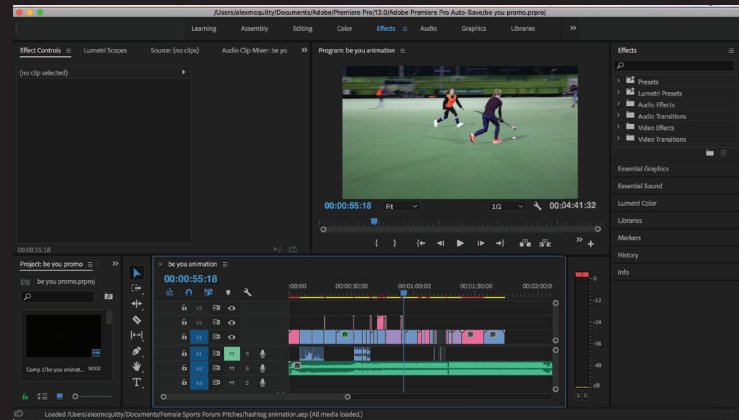 /Users/alexmcquitty/Documents/Adobe/Premiere Pro/12.0/Adobe Premiere Pro Auto-Save/be you promo.prproj
Learning Assembly Editing Color Effects Audio Graphics Libraries >>
Effect Controls Lumetri Scopes Source: (no clips) Audio Clip Mixer: be yo >>
(no clip selected)
00:00:55:18
Program: be you animation
00:00:55:18 Fit 1/2 00:04:41:32
Effects
Presets
Lumetri Presets
Audio Effects
Audio Transitions
Video Effects
Video Transitions
Essential Graphics
Essential Sound
Lumetri Color
Libraries
Markers
History
Info
Project: be you promo >>
be you promo.prproj
Comp 1/be you animat... 30:00
× be you animation
00:00:55:18
:00:00 00:00:30:00 00:01:00:00 00:01:30:00 00:02:00:0
V3
V2
V1
A1 M S
A2 M S
A3 M S
0
-12
-24
-36
-48
dB
S S
Loaded /Users/alexmcquitty/Documents/Female Sports Forum Pitches/hashtag animation.aep (All media loaded.)